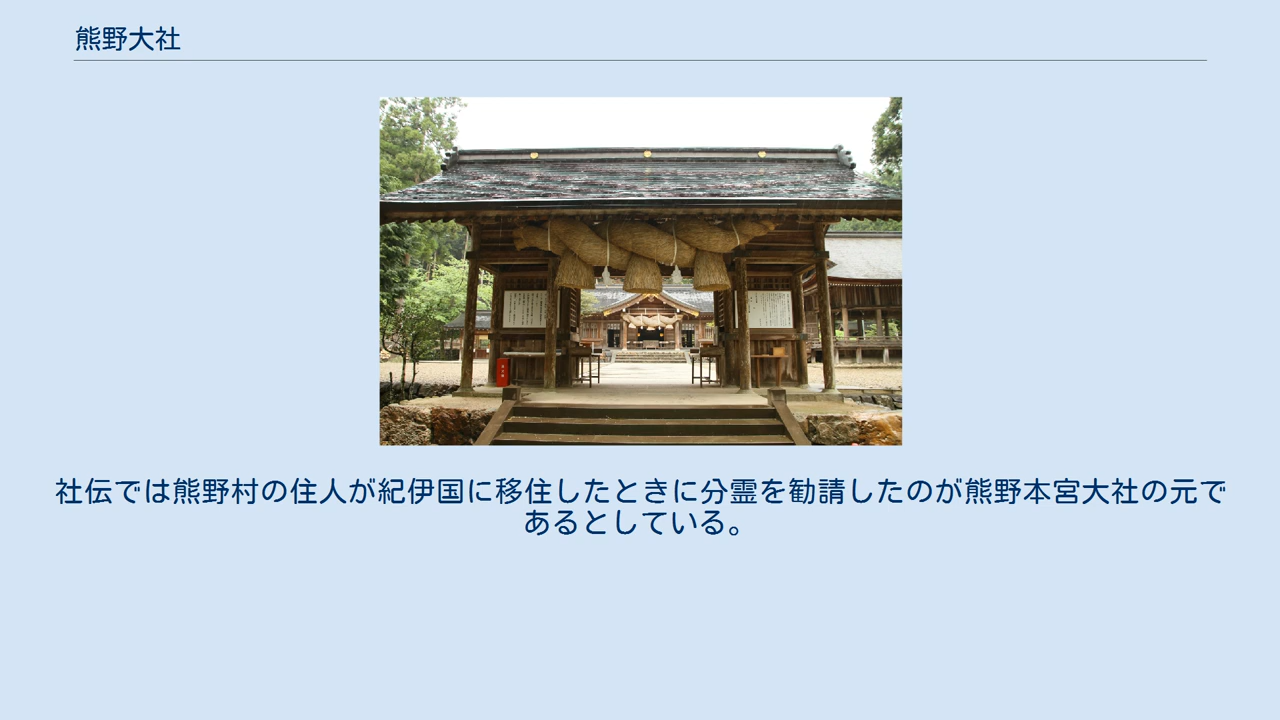 熊野大社
社伝では熊野村の住人が紀伊国に移住したときに分霊を勧請したのが熊野本宮大社の元で
あるとしている。